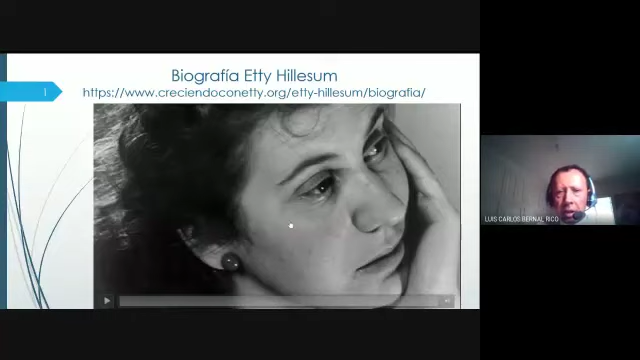 Biografía Etty Hillesum
https://www.creciendoconetty.org/etty-hillesum/biografia/
1
LUIS CARLOS BERNAL RICO